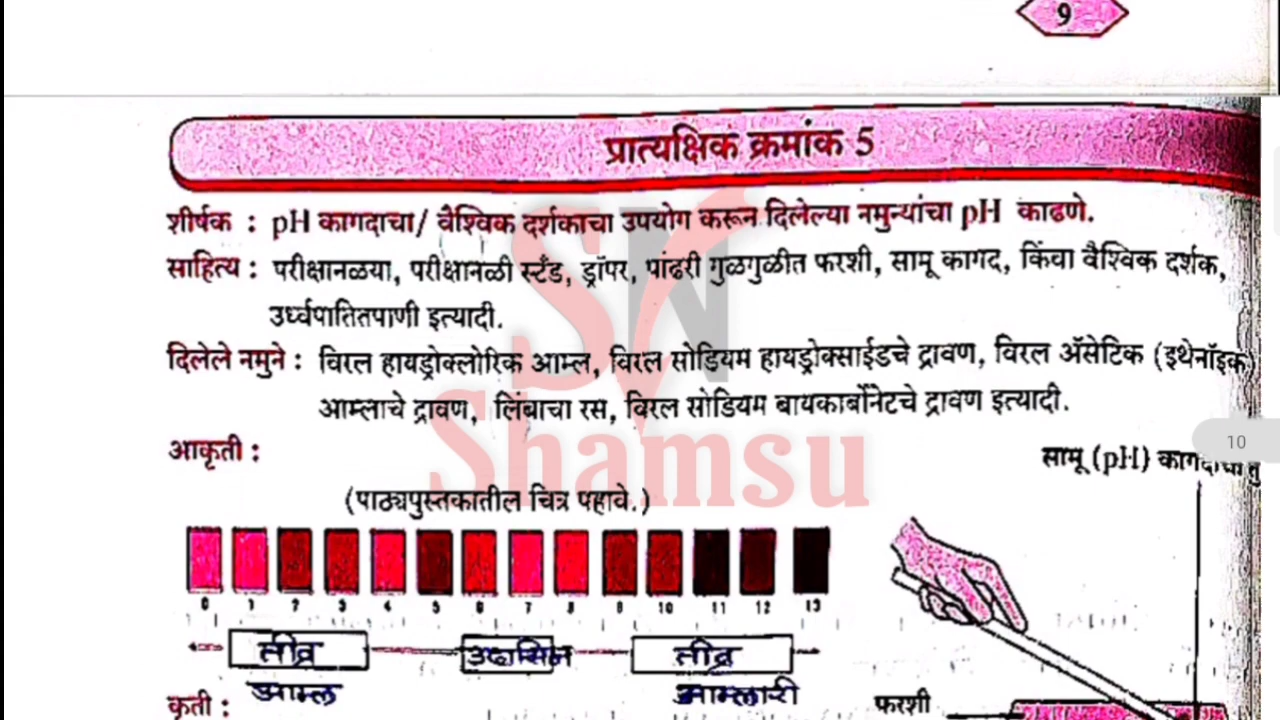 9
प्रात्यक्षिक क्रमांक 5
शीर्षक : pH कागदाचा/ वैश्विक दर्शकाचा उपयोग करून दिलेल्या नमुन्यांचा pH काढणे.
साहित्य : परीक्षानळया, परीक्षानळी स्टँड, ड्रॉपर, पांढरी गुळगुळीत फरशी, सामू कागद, किंवा वैश्विक दर्शक,
उर्ध्वपातितपाणी इत्यादी.
दिलेले नमुने : विरल हायड्रोक्लोरिक आम्ल, विरल सोडियम हायड्रोक्साईडचे द्रावण, विरल ॲसेटिक (इथेनॉइक)
आम्लाचे द्रावण, लिंबाचा रस, विरल सोडियम बायकार्बोनेटचे द्रावण इत्यादी.
आकृती :
सामू (pH)
10
(पाठ्यपुस्तकातील चित्र पहावे.)
SN
Shamsu
0 1 2 3 4 5 6 7 8 9 10 11 12 13
तीव्र उदासिन तीव्र
आम्ल आम्लारी
फरशी
कृती :